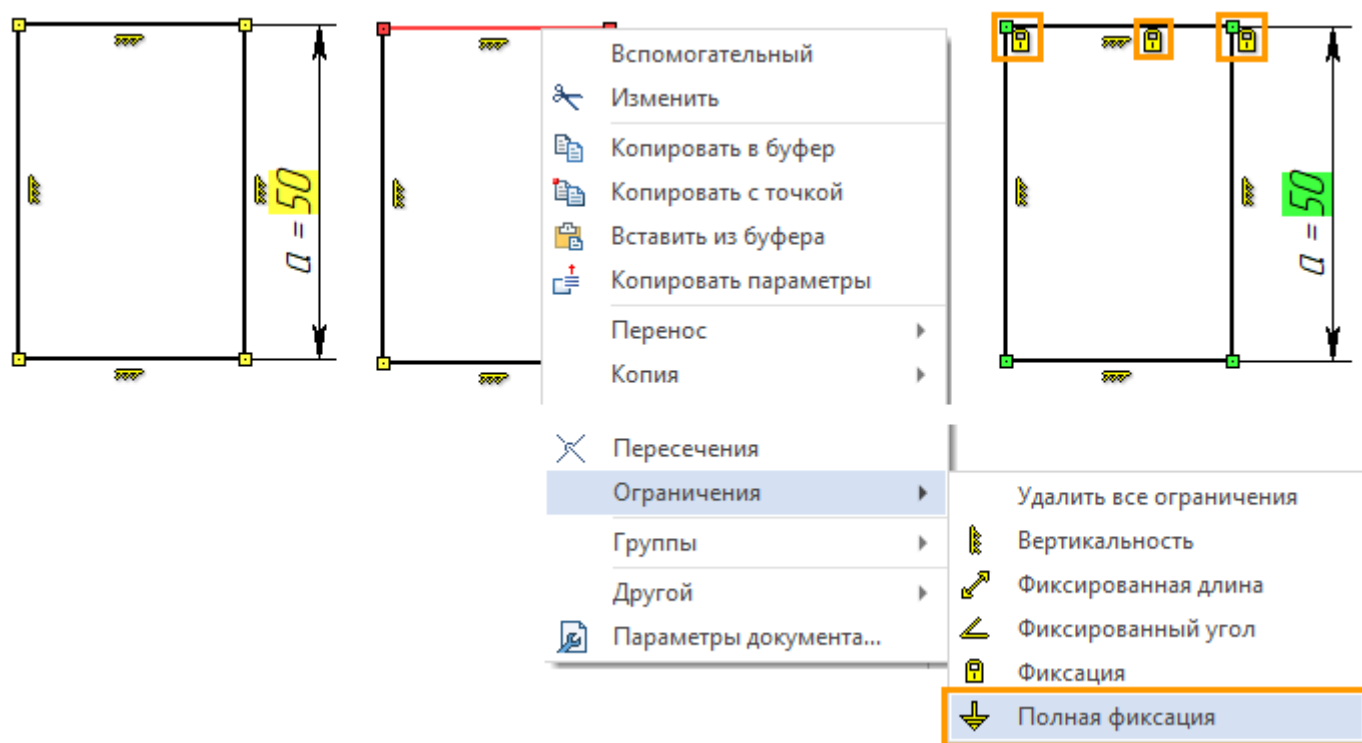 a = 50
Вспомогательный
Изменить
Копировать в буфер
Копировать с точкой
Вставить из буфера
Копировать параметры
Перенос
Копия
Пересечения
Ограничения
Группы
Другой
Параметры документа...
a = 50
Удалить все ограничения
Вертикальность
Фиксированная длина
Фиксированный угол
Фиксация
Полная фиксация